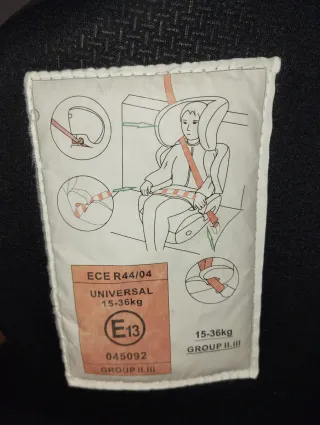 ECE R44/04
UNIVERSAL
15-36kg
E13
045092
GROUP II.III
15-36kg
GROUP II.III